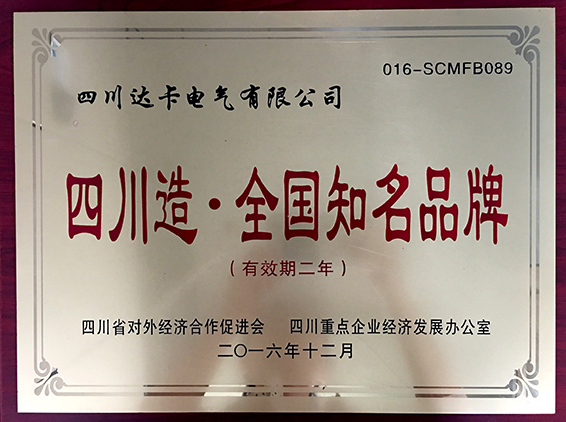 016-SCMFB089
四川达卡电气有限公司
四川造·全国知名品牌
(有效期二年)
四川省对外经济合作促进会 四川重点企业经济发展办公室
二〇一六年十二月